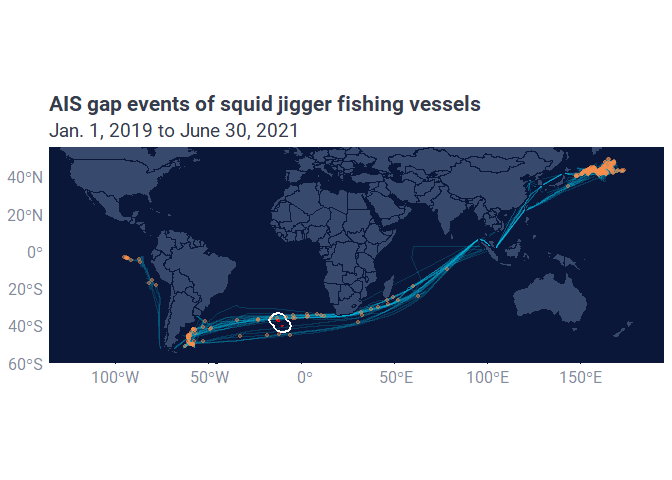 AIS gap events of squid jigger fishing vessels
Jan. 1, 2019 to June 30, 2021
40°N
20°N
0°
20°S
40°S
60°S
100°W
50°W
0°
50°E
100°E
150°E